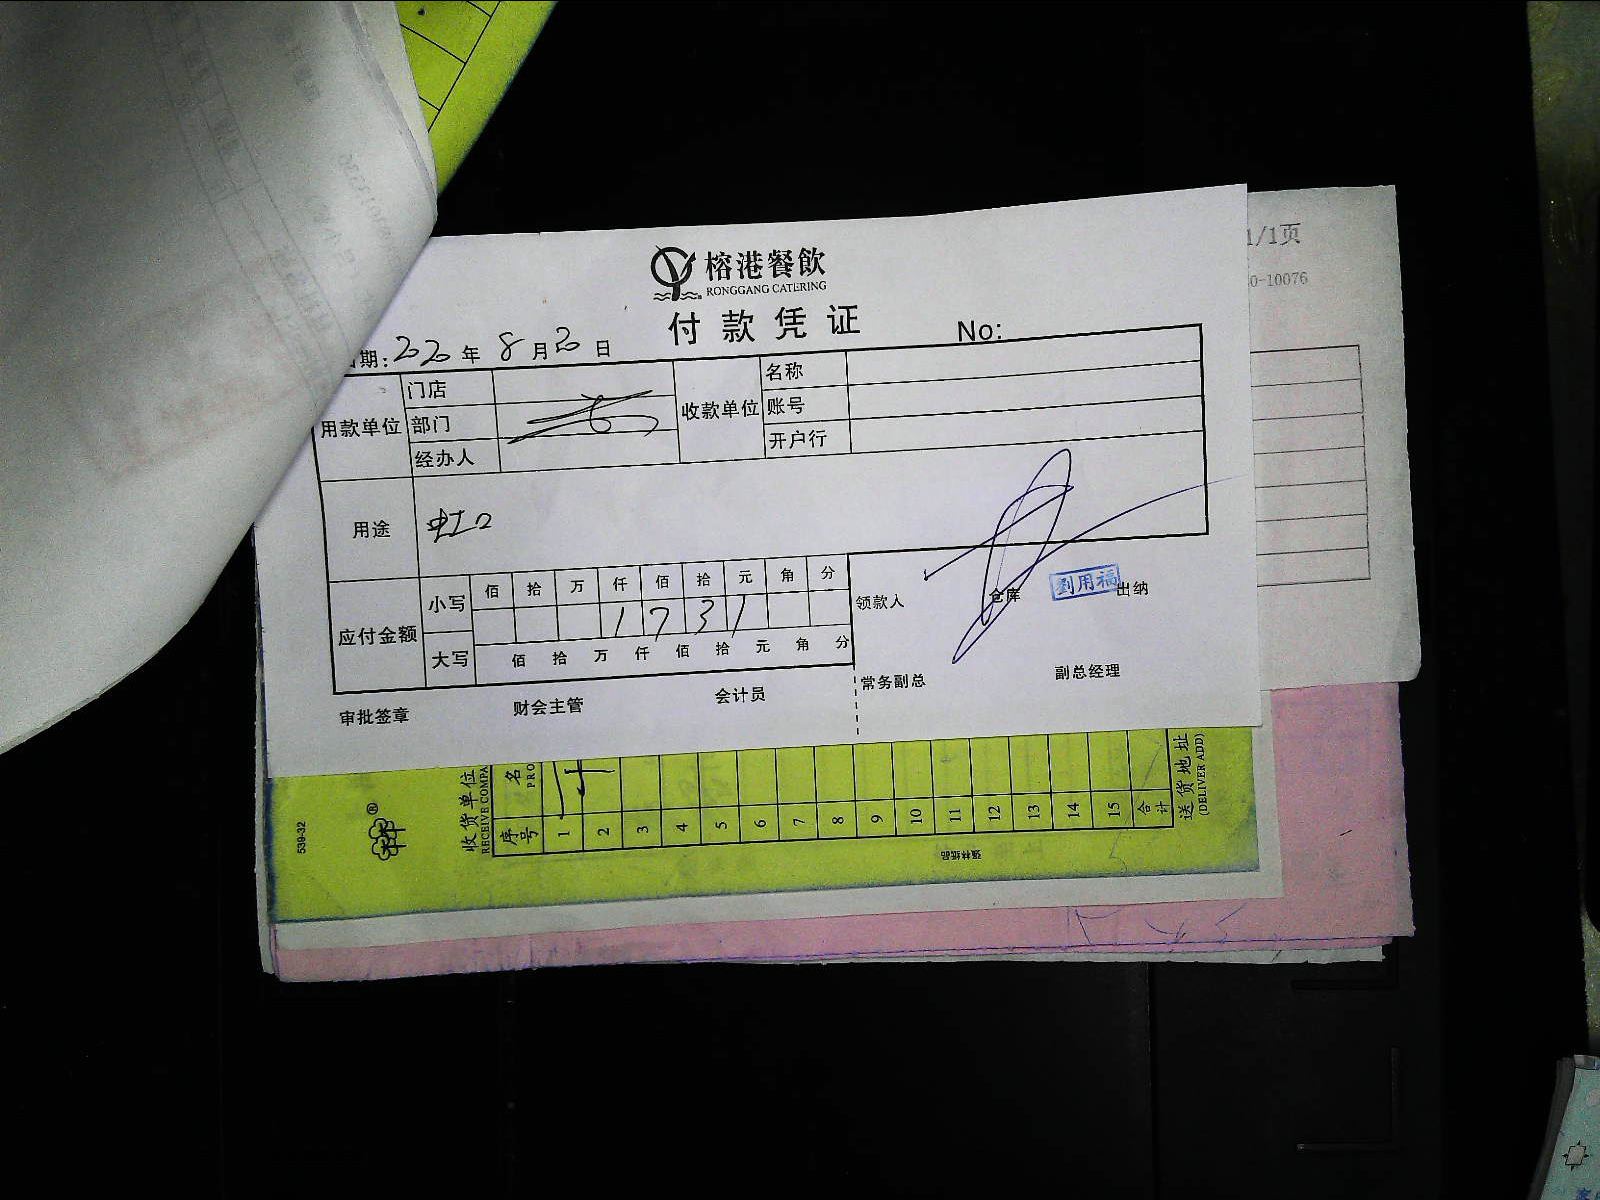 1/1页
0-10076
榕港餐飲
RONGGANG CATERING
付款凭证
期: 2020 年 8 月 20 日
No:
用款单位
门店
部门
经办人
收款单位
名称
账号
开户行
用途
虹口
应付金额
小写
佰 拾 万 仟 佰 拾 元 角 分
1 7 3 1
大写
佰 拾 万 仟 佰 拾 元 角 分
领款人
仓库
劉用福
出纳
审批签章
财会主管
会计员
常务副总
副总经理
539-32
收货单位
RECEIVE COMPA
序号
名
PRO
1 2 3 4 5 6 7 8 9 10 11 12 13 14 15
合计
送货地址
(DELIVER ADD)